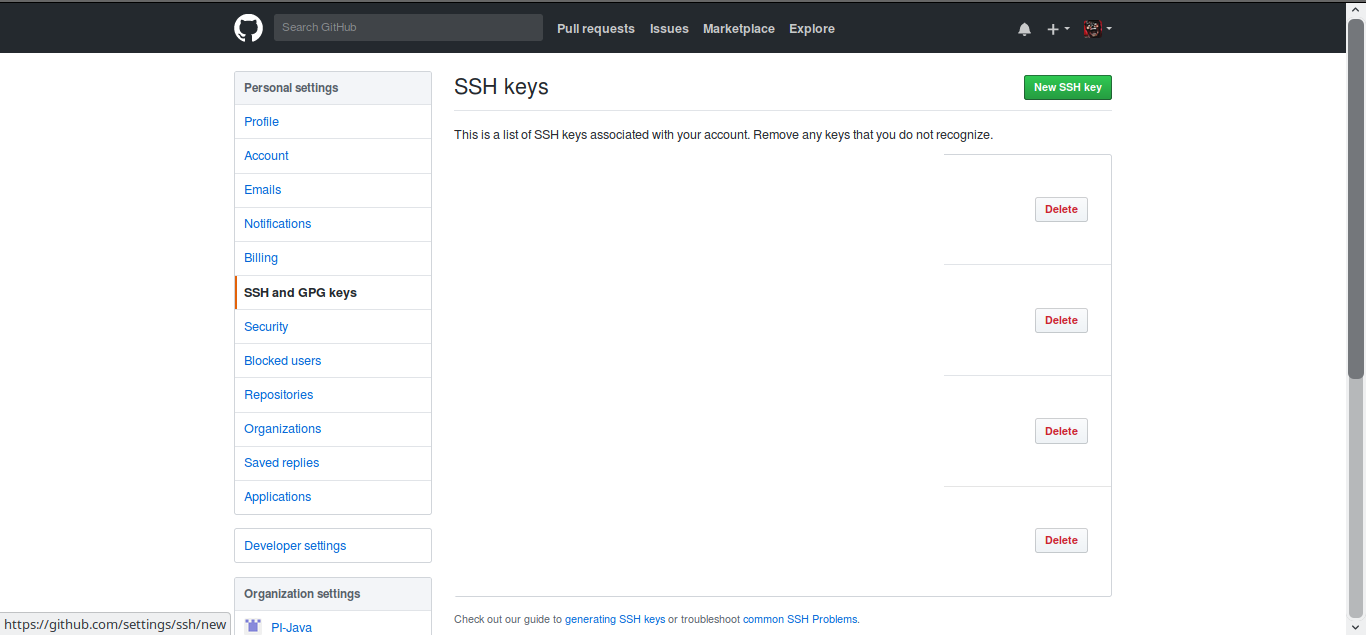 Search GitHub
Pull requests
Issues
Marketplace
Explore
Personal settings
Profile
Account
Emails
Notifications
Billing
SSH and GPG keys
Security
Blocked users
Repositories
Organizations
Saved replies
Applications
Developer settings
Organization settings
PI-Java
SSH keys
New SSH key
This is a list of SSH keys associated with your account. Remove any keys that you do not recognize.
Delete
Delete
Delete
Delete
Check out our guide to generating SSH keys or troubleshoot common SSH Problems.
https://github.com/settings/ssh/new